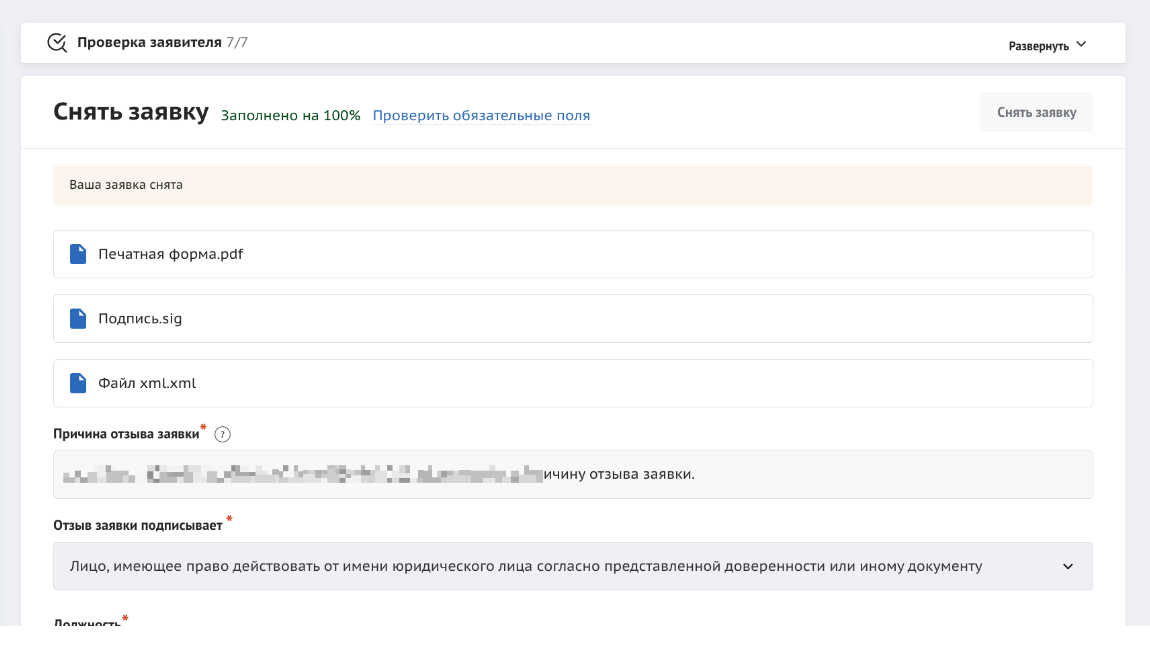 Проверка заявителя 7/7
Развернуть
Снять заявку Заполнено на 100% Проверить обязательные поля
Снять заявку
Ваша заявка снята
Печатная форма.pdf
Подпись.sig
Файл xml.xml
Причина отзыва заявки* ?
ичину отзыва заявки.
Отзыв заявки подписывает *
Лицо, имеющее право действовать от имени юридического лица согласно представленной доверенности или иному документу
Должность*